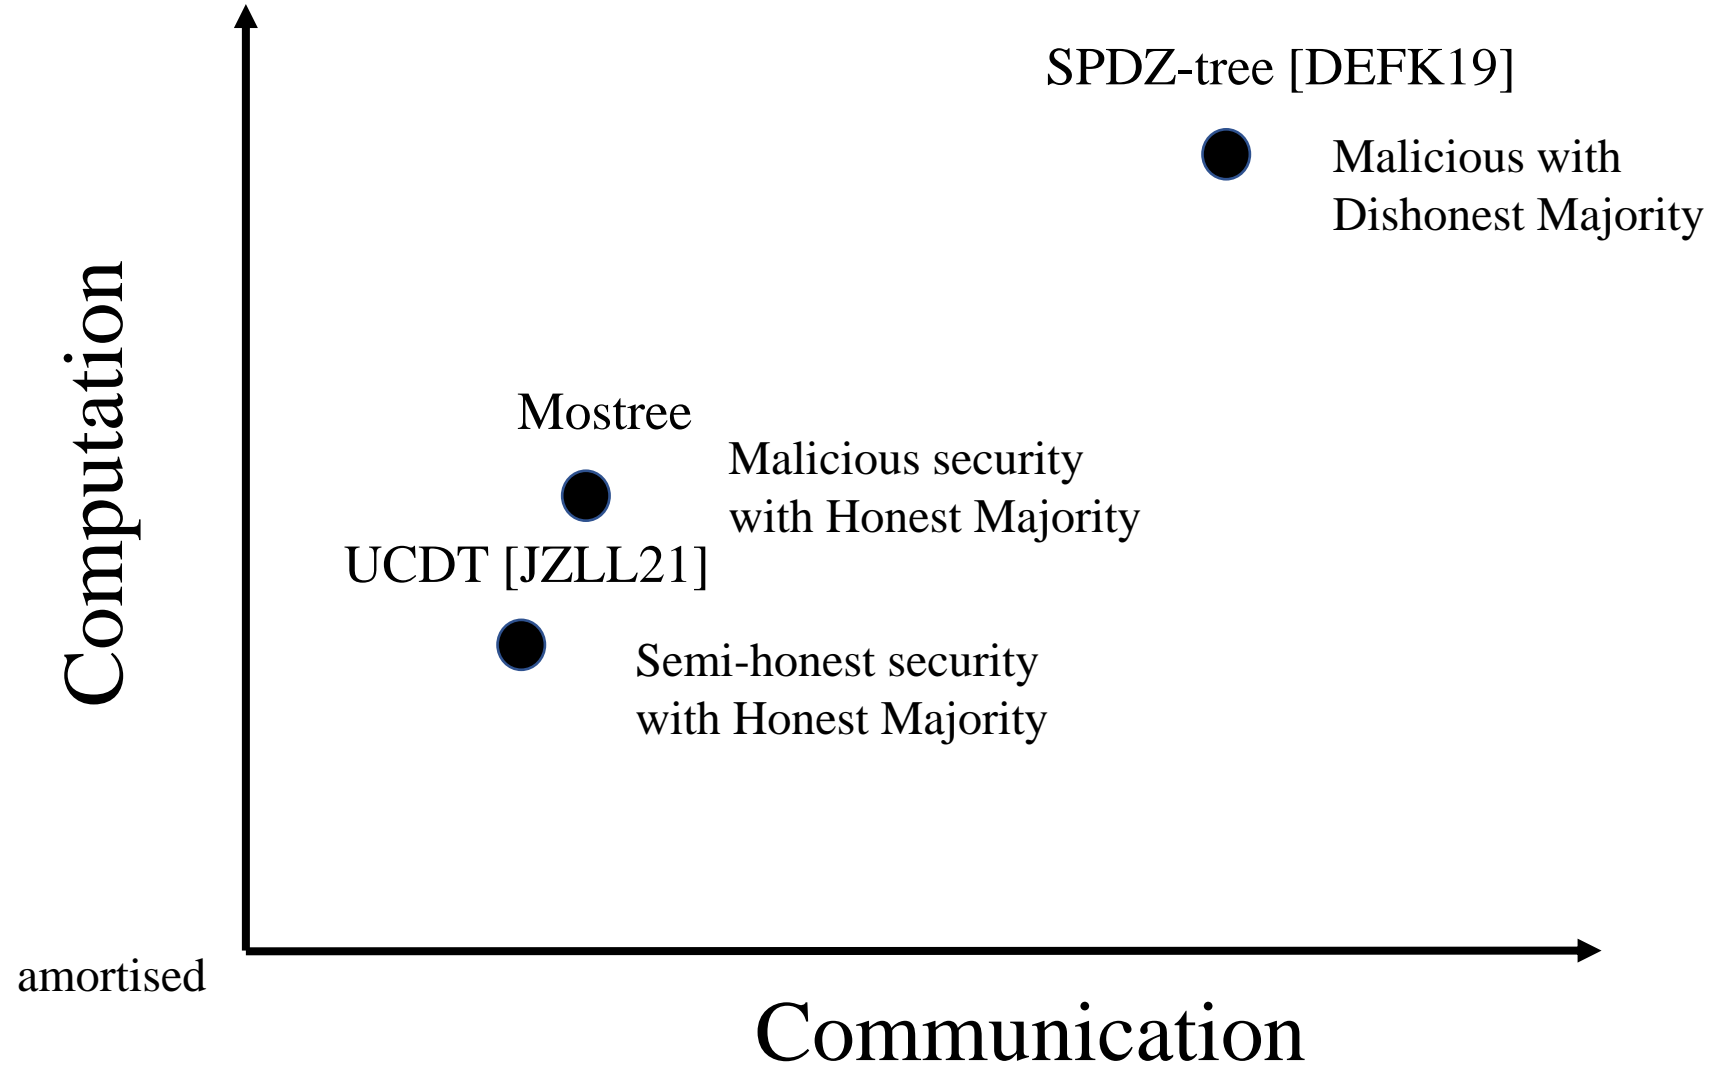 SPDZ-tree [DEFK19]
Malicious with
Dishonest Majority
Computation
Mostree
Malicious security
with Honest Majority
UCDT [JZLL21]
Semi-honest security
with Honest Majority
amortised
Communication